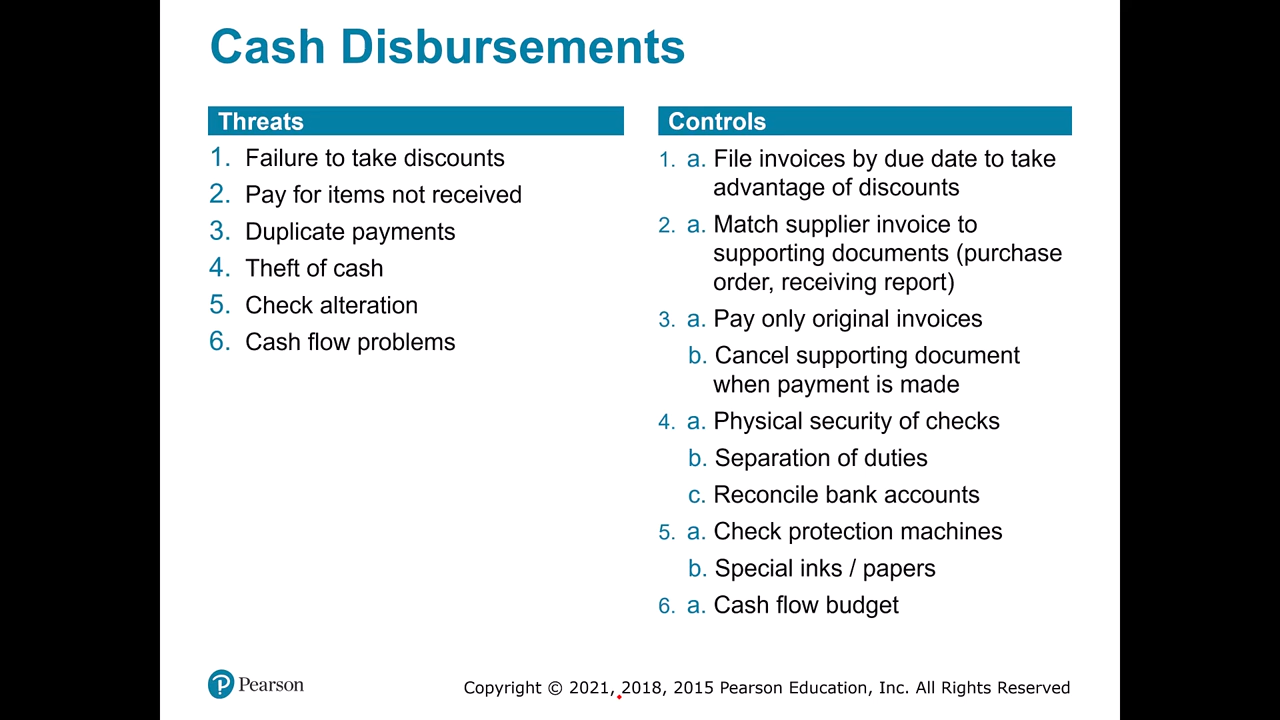 Cash Disbursements
Threats
1. Failure to take discounts
2. Pay for items not received
3. Duplicate payments
4. Theft of cash
5. Check alteration
6. Cash flow problems
Controls
1. a. File invoices by due date to take
advantage of discounts
2. a. Match supplier invoice to
supporting documents (purchase
order, receiving report)
3. a. Pay only original invoices
b. Cancel supporting document
when payment is made
4. a. Physical security of checks
b. Separation of duties
c. Reconcile bank accounts
5. a. Check protection machines
b. Special inks / papers
6. a. Cash flow budget
P Pearson
Copyright © 2021, 2018, 2015 Pearson Education, Inc. All Rights Reserved